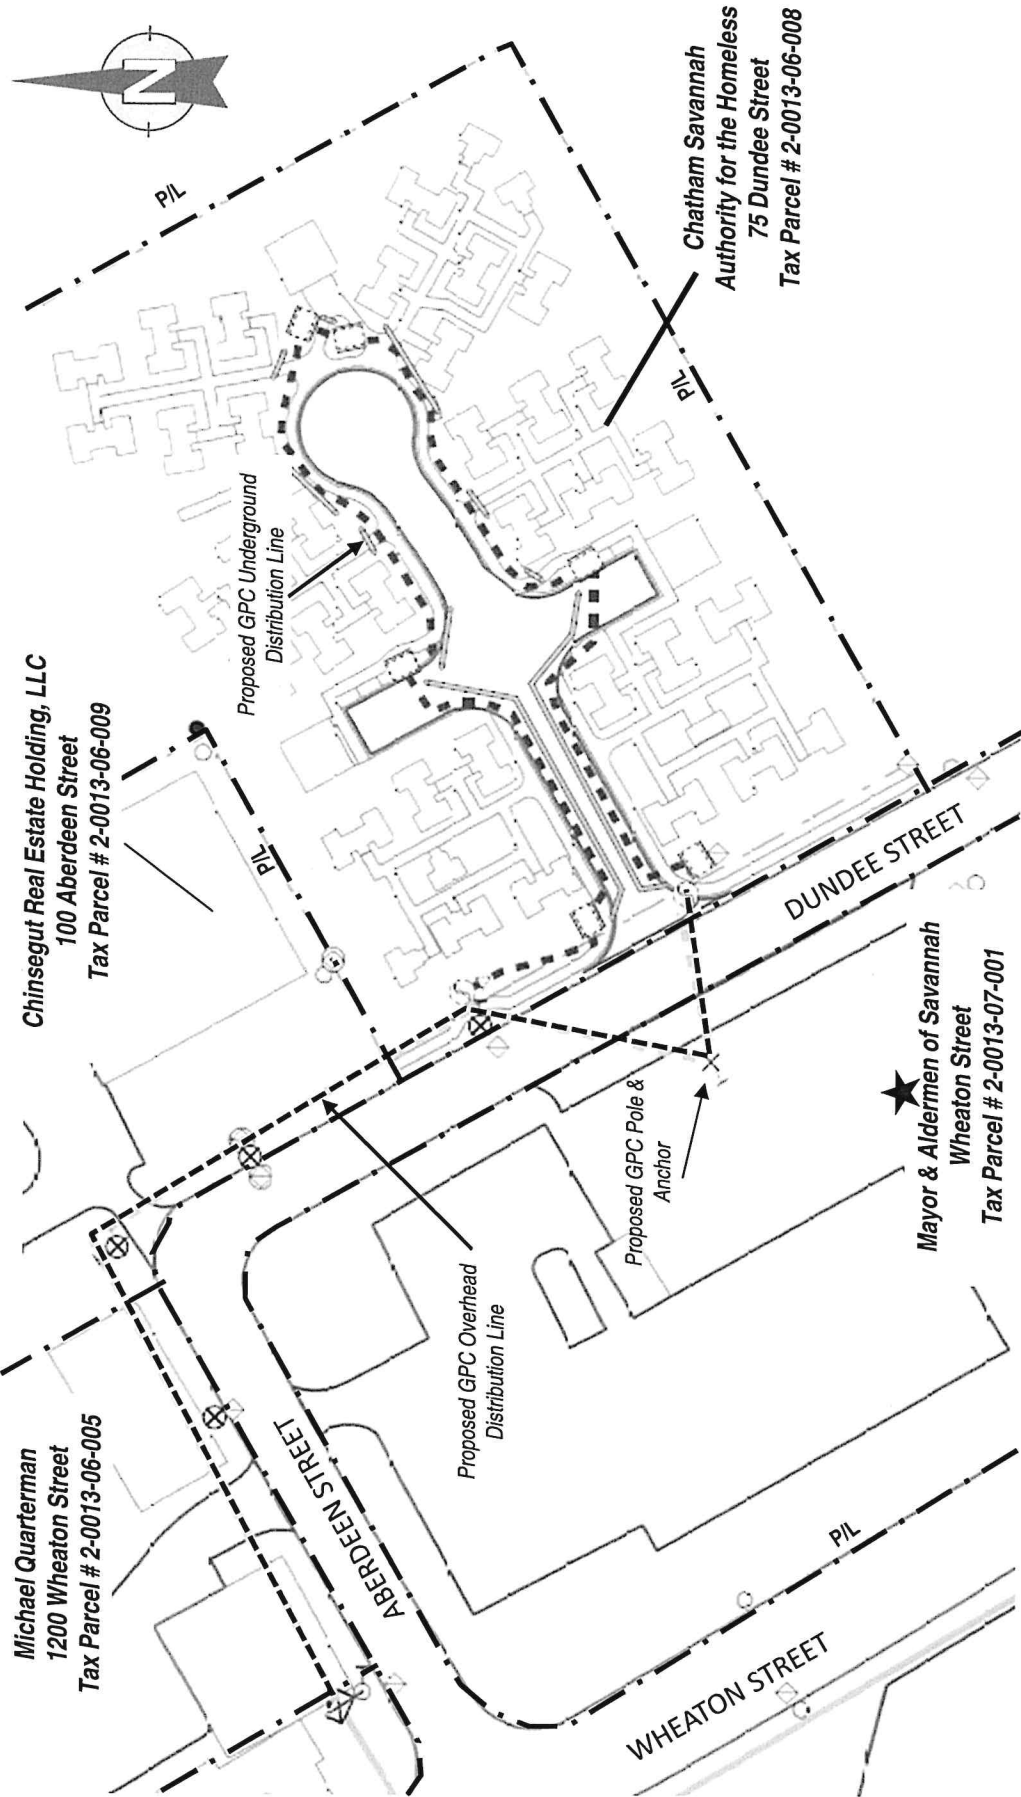 Michael Quarterman
1200 Wheaton Street
Tax Parcel # 2-0013-06-005
Chinsegut Real Estate Holding, LLC
100 Aberdeen Street
Tax Parcel # 2-0013-06-009
N
P/L
P/L
Proposed GPC Underground
Distribution Line
ABERDEEN STREET
Proposed GPC Overhead
Distribution Line
Proposed GPC Pole &
Anchor
P/L
Chatham Savannah
Authority for the Homeless
75 Dundee Street
Tax Parcel # 2-0013-06-008
DUNDEE STREET
WHEATON STREET
P/L
Mayor & Aldermen of Savannah
Wheaton Street
Tax Parcel # 2-0013-07-001